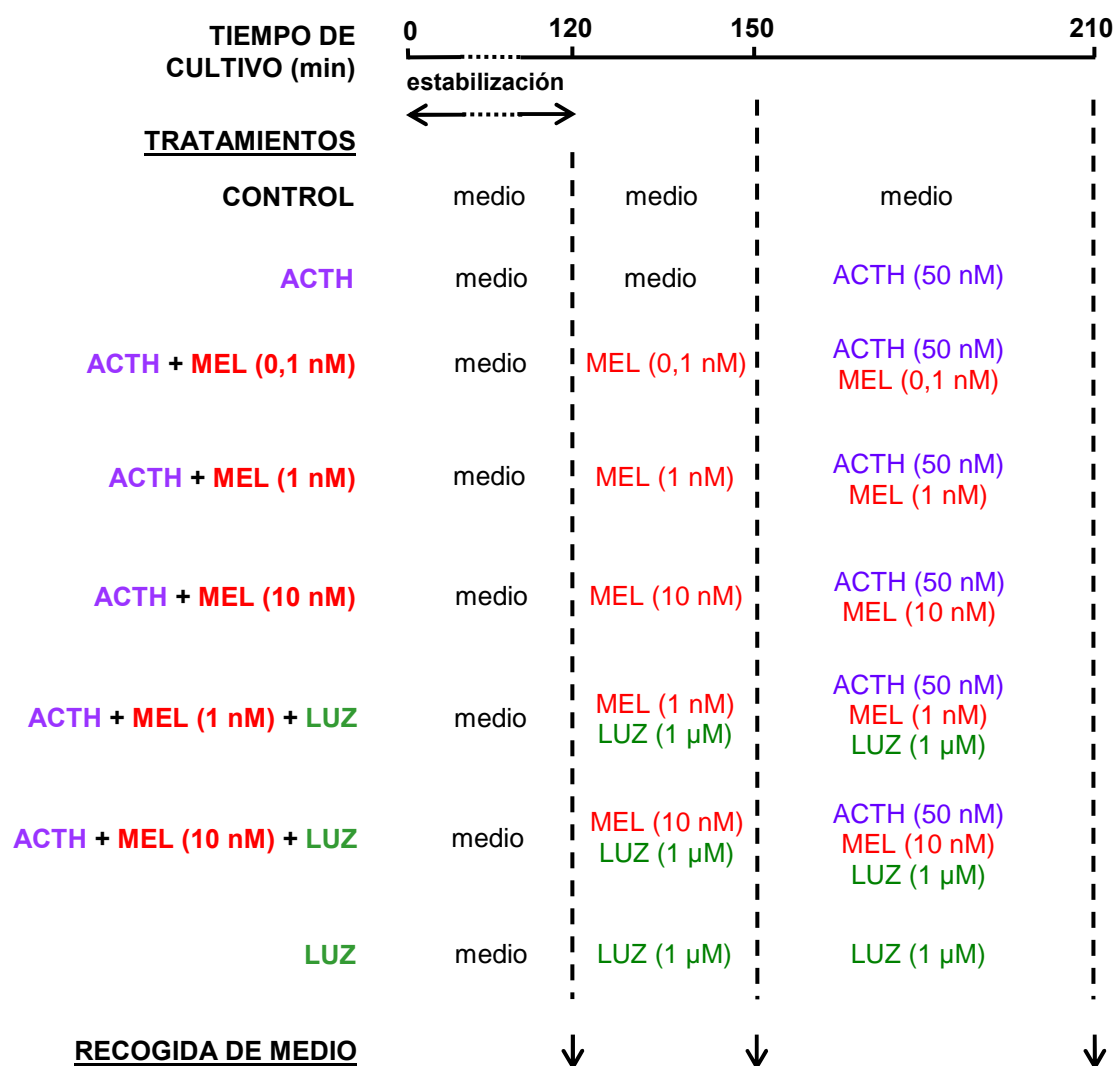 TIEMPO DE CULTIVO (min)
0 120 150 210
estabilización
TRATAMIENTOS
CONTROL medio medio medio
ACTH medio medio ACTH (50 nM)
ACTH + MEL (0,1 nM) medio MEL (0,1 nM) ACTH (50 nM)
MEL (0,1 nM)
ACTH + MEL (1 nM) medio MEL (1 nM) ACTH (50 nM)
MEL (1 nM)
ACTH + MEL (10 nM) medio MEL (10 nM) ACTH (50 nM)
MEL (10 nM)
ACTH + MEL (1 nM) + LUZ medio MEL (1 nM)
LUZ (1 µM)
ACTH (50 nM)
MEL (1 nM)
LUZ (1 µM)
ACTH + MEL (10 nM) + LUZ medio MEL (10 nM)
LUZ (1 µM)
ACTH (50 nM)
MEL (10 nM)
LUZ (1 µM)
LUZ medio LUZ (1 µM) LUZ (1 µM)
RECOGIDA DE MEDIO